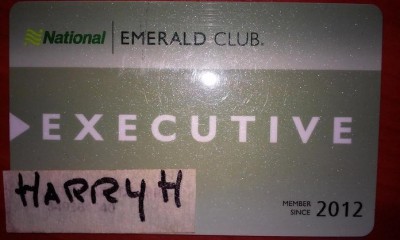 National EMERALD CLUB®
EXECUTIVE
HARRY H
MEMBER
SINCE 2012